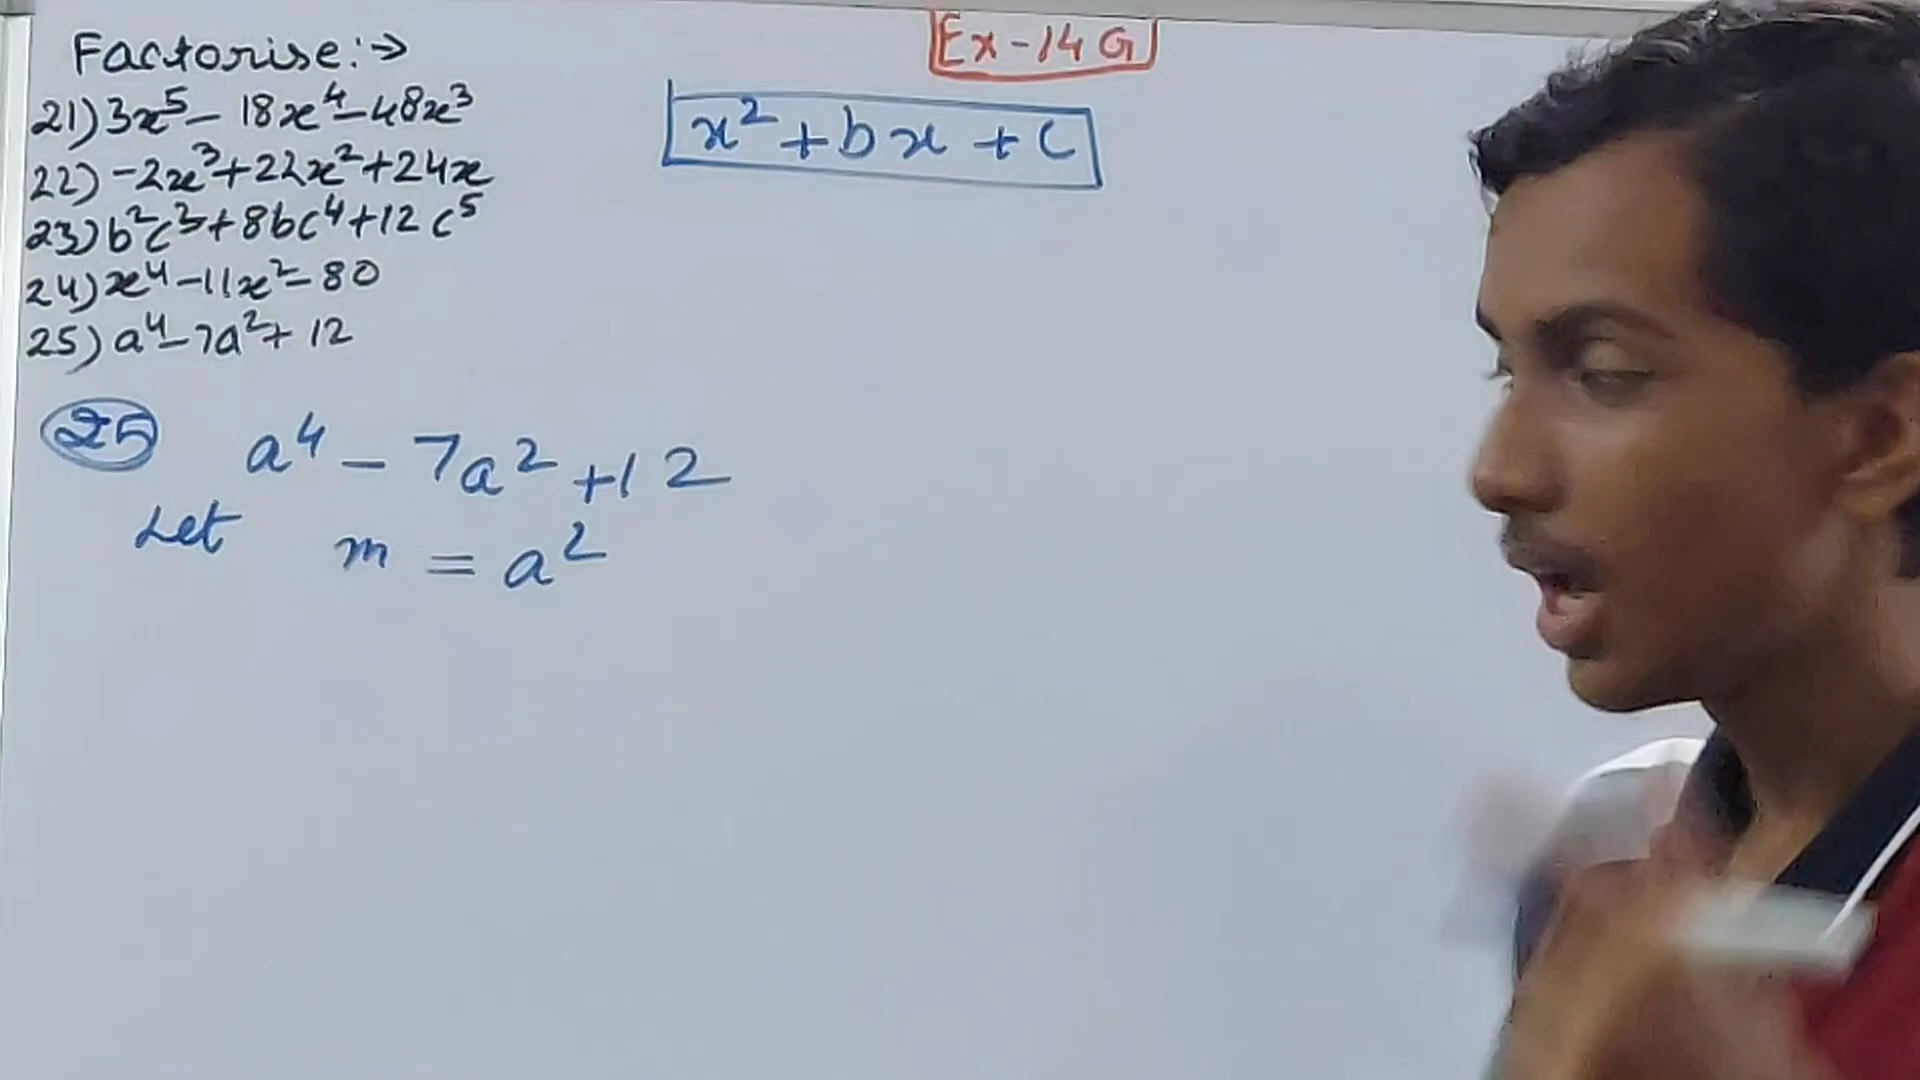 Factorise:→
Ex-14 G
21) 3x⁵ - 18x⁴ - 48x³
x² + bx + c
22) -2x³ + 22x² + 24x
23) b²c³ + 8bc⁴ + 12c⁵
24) x⁴ - 11x² - 80
25) a⁴ - 7a² + 12
25 a⁴ - 7a² + 12
Let m = a²